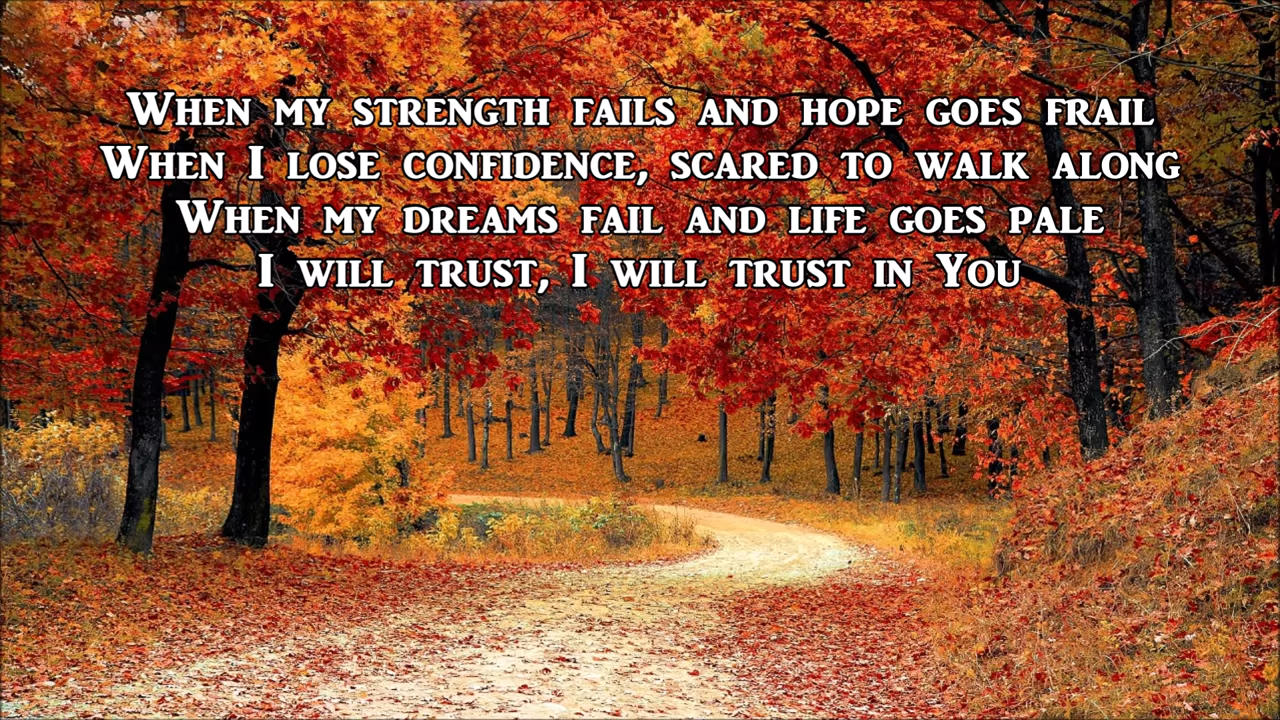 When my strength fails and hope goes frail
When I lose confidence, scared to walk along
When my dreams fail and life goes pale
I will trust, I will trust in You